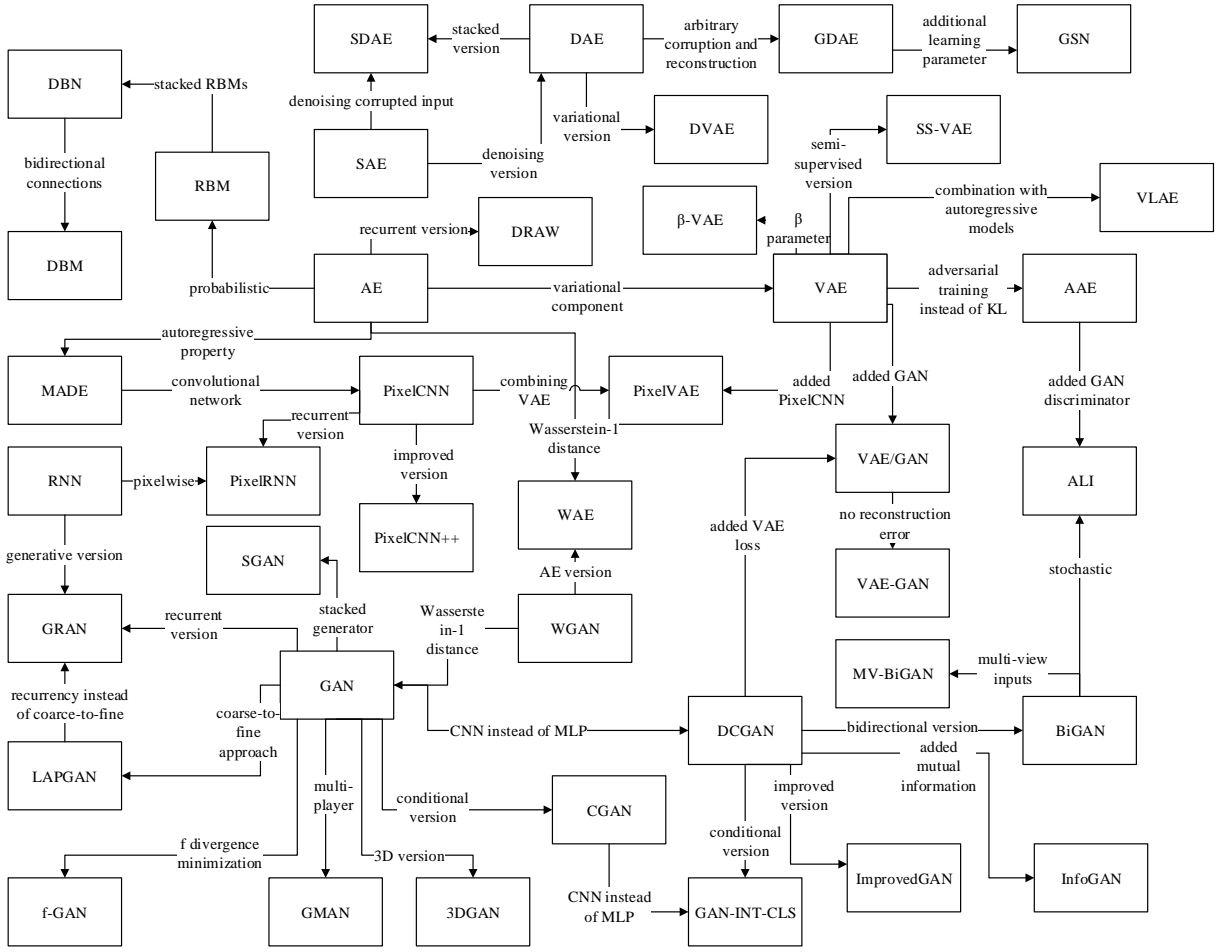 SDAE
stacked
version
DAE
arbitrary
corruption and
reconstruction
GDAE
additional
learning
parameter
GSN
DBN
stacked RBMs
denoising corrupted input
variational
version
DVAE
semi-
supervised
version
SS-VAE
bidirectional
connections
RBM
SAE
denoising
version
β-VAE
β
parameter
combination with
autoregressive
models
VLAE
DBM
recurrent version
DRAW
probabilistic
AE
variational
component
VAE
adversarial
training
instead of KL
AAE
autoregressive
property
MADE
convolutional
network
PixelCNN
combining
VAE
PixelVAE
added
PixelCNN
added GAN
added GAN
discriminator
recurrent
version
improved
version
Wasserstein-1
distance
RNN
pixelwise
PixelRNN
VAE/GAN
ALI
generative version
SGAN
PixelCNN++
WAE
added VAE
loss
no reconstruction
error
VAE-GAN
stochastic
AE version
GRAN
recurrent
version
stacked
generator
Wasserste
in-1
distance
WGAN
recurrency instead
of coarce-to-fine
coarse-to-
fine
approach
GAN
MV-BiGAN
multi-view
inputs
CNN instead of MLP
DCGAN
bidirectional version
BiGAN
added
mutual
information
LAPGAN
multi-
player
conditional
version
CGAN
improved
version
conditional
version
f divergence
minimization
3D version
CNN instead
of MLP
f-GAN
GMAN
3DGAN
GAN-INT-CLS
ImprovedGAN
InfoGAN